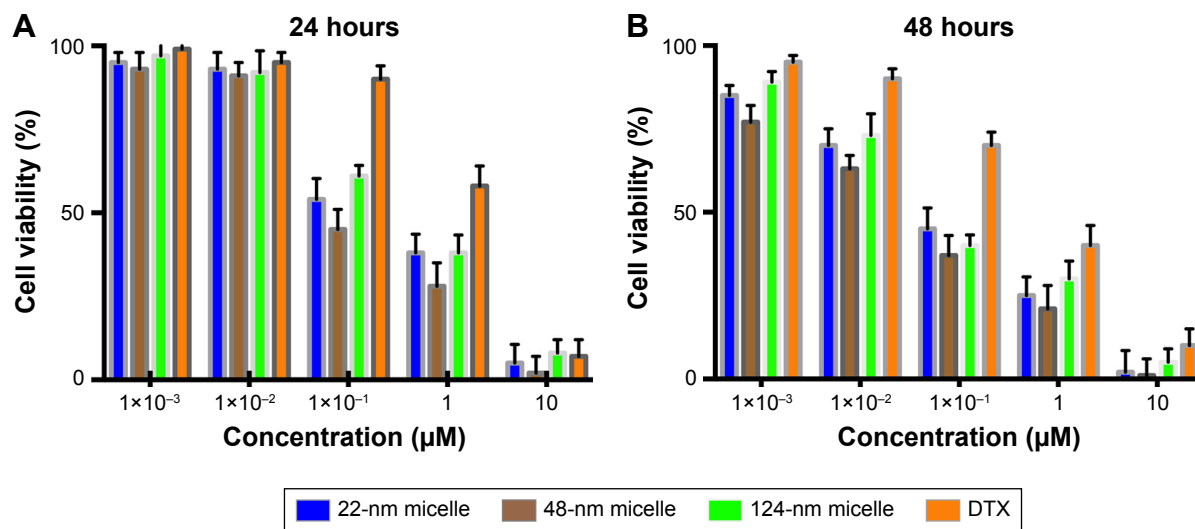 A
24 hours
100
50
0
Cell viability (%)
1×10⁻³ 1×10⁻² 1×10⁻¹ 1 10
Concentration (µM)
B
48 hours
100
50
0
Cell viability (%)
1×10⁻³ 1×10⁻² 1×10⁻¹ 1 10
Concentration (µM)
22-nm micelle 48-nm micelle 124-nm micelle DTX